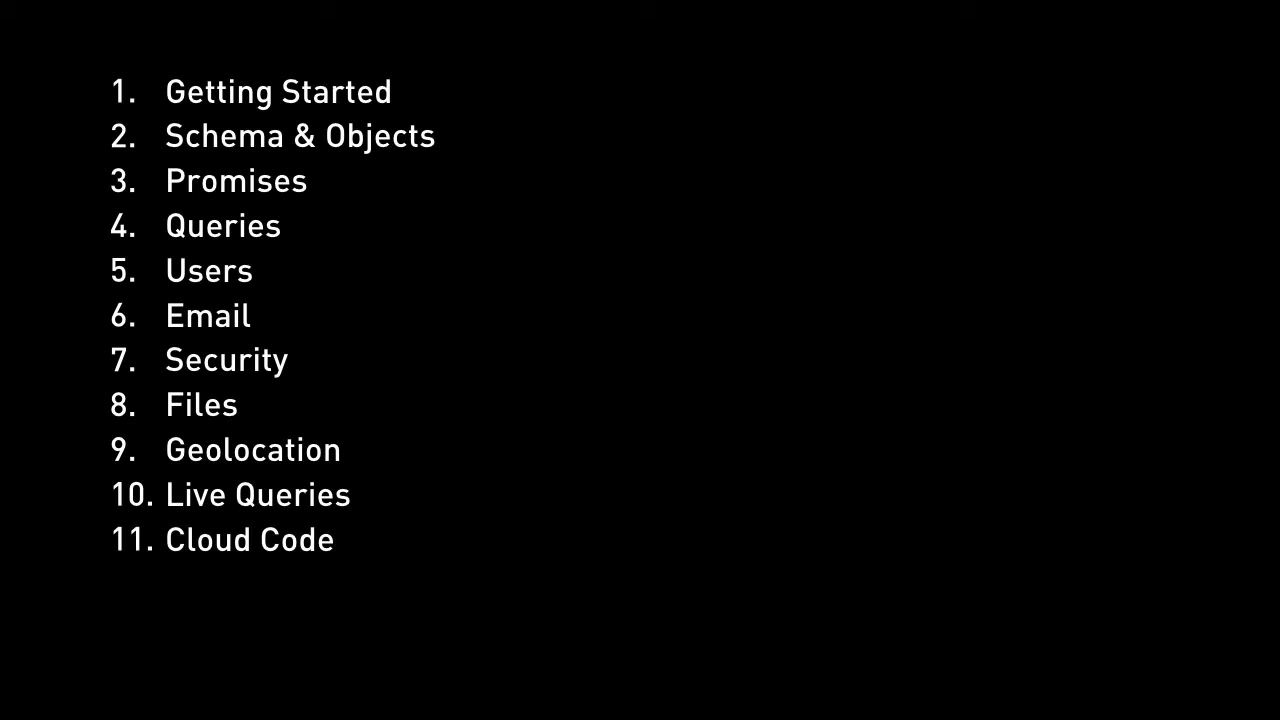 1. Getting Started
2. Schema & Objects
3. Promises
4. Queries
5. Users
6. Email
7. Security
8. Files
9. Geolocation
10. Live Queries
11. Cloud Code